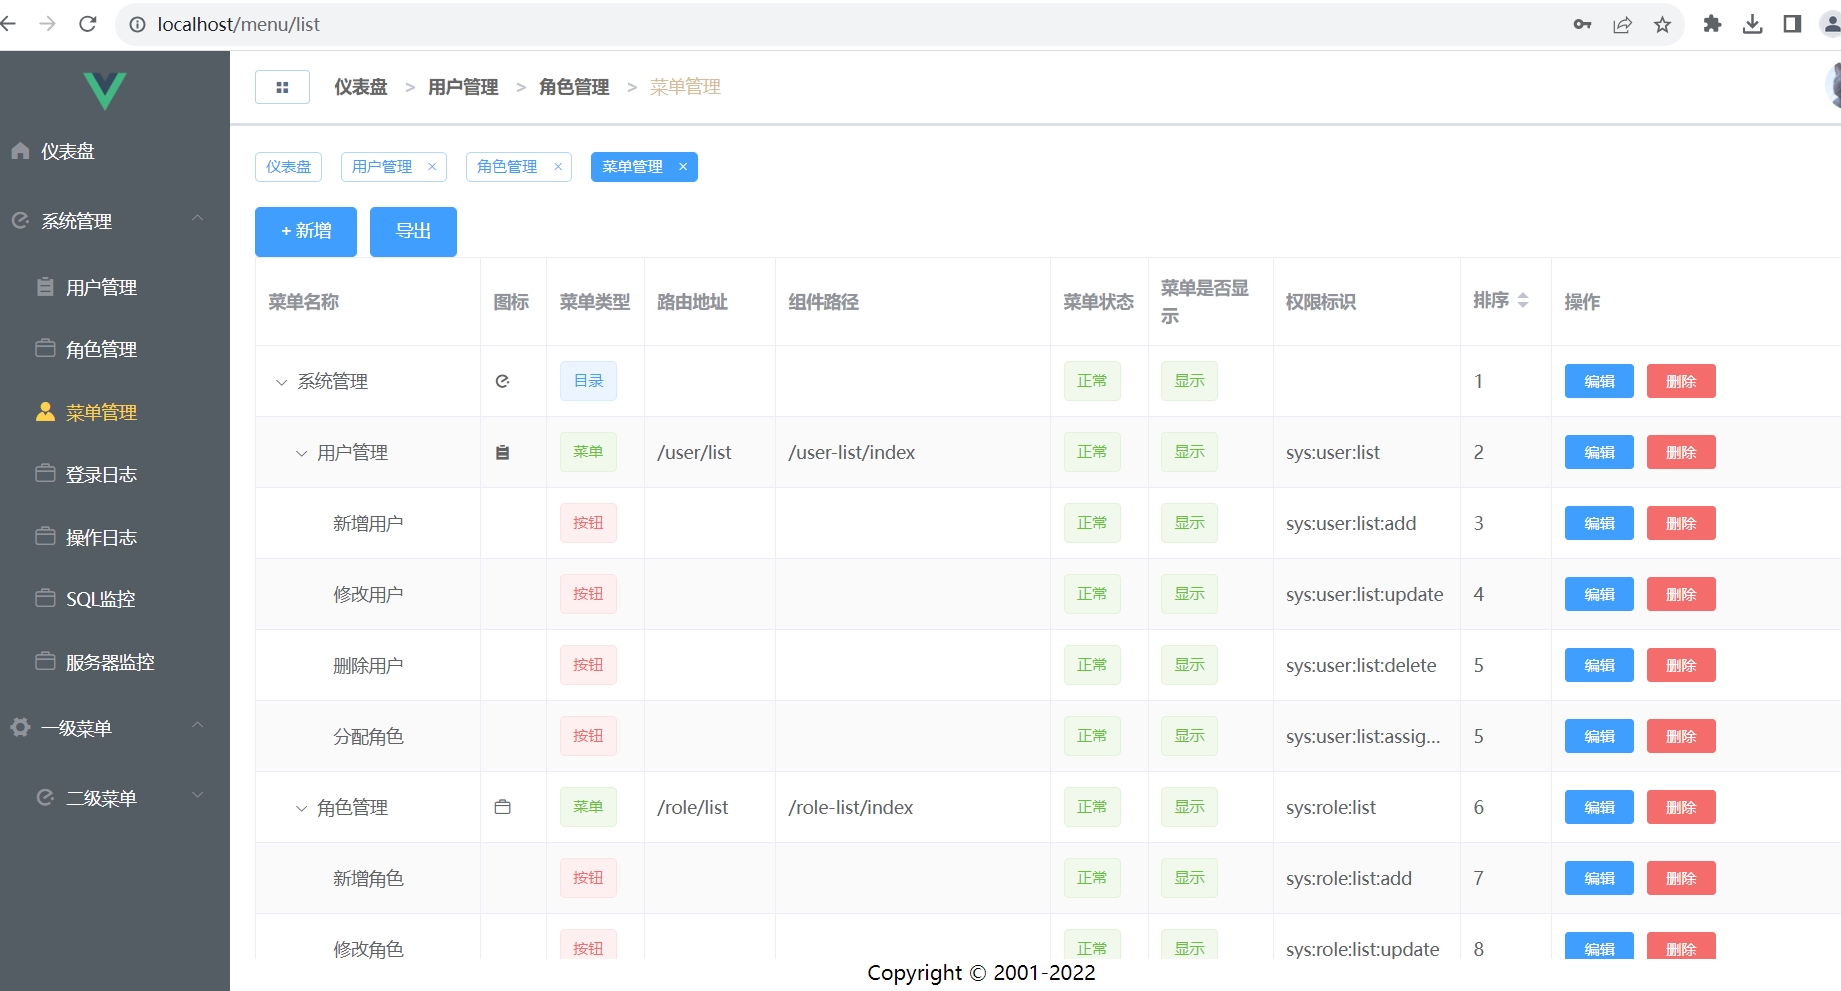 localhost/menu/list
仪表盘 > 用户管理 > 角色管理 > 菜单管理
仪表盘
系统管理
用户管理
角色管理
菜单管理
登录日志
操作日志
SQL监控
服务器监控
一级菜单
二级菜单
仪表盘 用户管理 × 角色管理 × 菜单管理 ×
+ 新增 导出
菜单名称 图标 菜单类型 路由地址 组件路径 菜单状态 菜单是否显示 权限标识 排序 操作
系统管理 目录 正常 显示 1 编辑 删除
用户管理 菜单 /user/list /user-list/index 正常 显示 sys:user:list 2 编辑 删除
新增用户 按钮 正常 显示 sys:user:list:add 3 编辑 删除
修改用户 按钮 正常 显示 sys:user:list:update 4 编辑 删除
删除用户 按钮 正常 显示 sys:user:list:delete 5 编辑 删除
分配角色 按钮 正常 显示 sys:user:list:assig... 5 编辑 删除
角色管理 菜单 /role/list /role-list/index 正常 显示 sys:role:list 6 编辑 删除
新增角色 按钮 正常 显示 sys:role:list:add 7 编辑 删除
修改角色 按钮 正常 显示 sys:role:list:update 8 编辑 删除
Copyright © 2001-2022